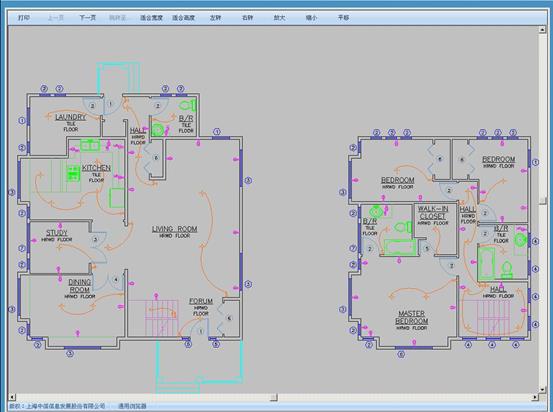 打印 上一页 下一页 跳转至... 适合宽度 适合高度 左转 右转 放大 缩小 平移
LAUNDRY
TILE
FLOOR
HALL
HRWD
FLOOR
B/R
TILE
FLOOR
KITCHEN
TILE
FLOOR
STUDY
HRWD FLOOR
LIVING ROOM
HRWD FLOOR
DINING
ROOM
HRWD FLOOR
FORUM
HRWD FLOOR
BEDROOM
HRWD FLOOR
BEDROOM
HRWD FLOOR
WALK-IN
CLOSET
HRWD FLOOR
HALL
HRWD
FLOOR
B/R
TILE
FLOOR
B/R
TILE
FLOOR
MASTER
BEDROOM
HRWD FLOOR
HALL
HRWD FLOOR
版权:上海中信信息发展股份有限公司 通用浏览器